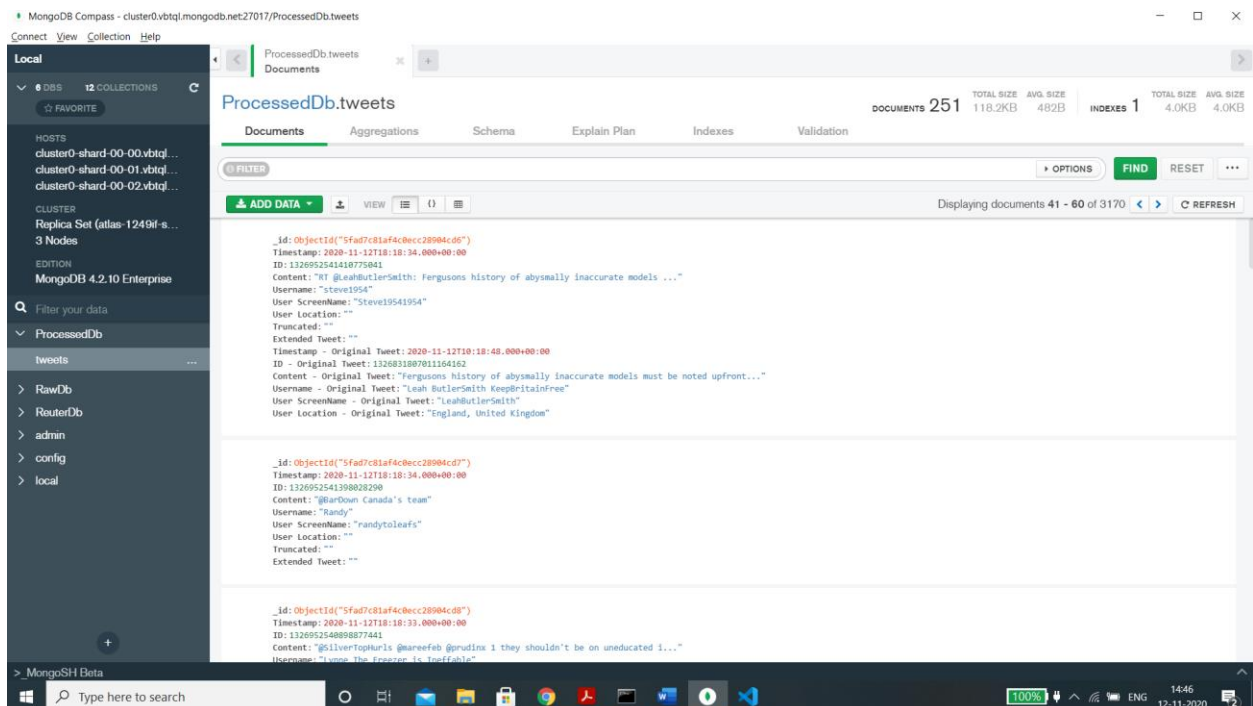 MongoDB Compass - cluster0.vbtql.mongodb.net:27017/ProcessedDb.tweets
Connect View Collection Help
Local
6 DBS 12 COLLECTIONS
FAVORITE
HOSTS
cluster0-shard-00-00.vbtql...
cluster0-shard-00-01.vbtql...
cluster0-shard-00-02.vbtql...
CLUSTER
Replica Set (atlas-1249if-s...
3 Nodes
EDITION
MongoDB 4.2.10 Enterprise
Filter your data
ProcessedDb
tweets ...
RawDb
ReuterDb
admin
config
local
ProcessedDb.tweets
Documents
ProcessedDb.tweets
DOCUMENTS 251 TOTAL SIZE 118.2KB AVG. SIZE 482B INDEXES 1 TOTAL SIZE 4.0KB AVG. SIZE 4.0KB
Documents Aggregations Schema Explain Plan Indexes Validation
FILTER OPTIONS FIND RESET ...
ADD DATA VIEW {} Displaying documents 41 - 60 of 3170 REFRESH
_id: ObjectId("5fad7c81af4c0ecc28904cd6")
Timestamp: 2020-11-12T18:18:34.000+00:00
ID: 1326952541410775041
Content: "RT @LeahButlerSmith: Fergusons history of abysmally inaccurate models ..."
Username: "steve1954"
User ScreenName: "Steve19541954"
User Location: ""
Truncated: ""
Extended Tweet: ""
Timestamp - Original Tweet: 2020-11-12T10:18:48.000+00:00
ID - Original Tweet: 1326831807011164162
Content - Original Tweet: "Fergusons history of abysmally inaccurate models must be noted upfront..."
Username - Original Tweet: "Leah ButlerSmith KeepBritainFree"
User ScreenName - Original Tweet: "LeahButlerSmith"
User Location - Original Tweet: "England, United Kingdom"
_id: ObjectId("5fad7c81af4c0ecc28904cd7")
Timestamp: 2020-11-12T18:18:34.000+00:00
ID: 1326952541398028290
Content: "@BarDown Canada's team"
Username: "Randy"
User ScreenName: "randytoleafs"
User Location: ""
Truncated: ""
Extended Tweet: ""
_id: ObjectId("5fad7c81af4c0ecc28904cd8")
Timestamp: 2020-11-12T18:18:33.000+00:00
ID: 1326952540898877441
Content: "@SilverTopHurls @mareefeb @prudinx 1 they shouldn't be on uneducated i..."
Username: "Lynne The Freezer is Ineffable"
>_MongoSH Beta
Type here to search
100% ENG 14:46
12-11-2020